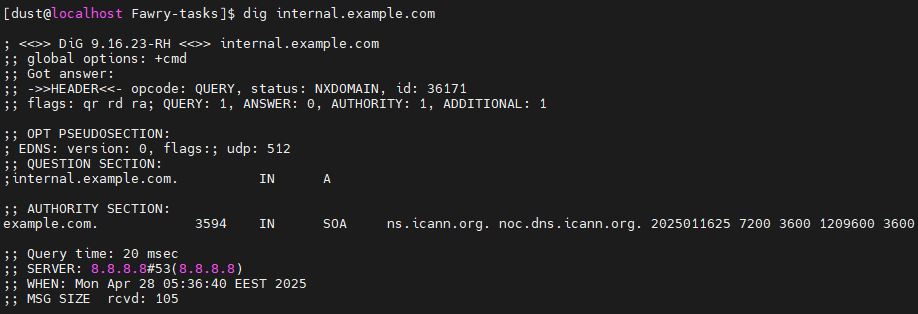 [dust@localhost Fawry-tasks]$ dig internal.example.com

; <<>> DiG 9.16.23-RH <<>> internal.example.com
;; global options: +cmd
;; Got answer:
;; ->>HEADER<<- opcode: QUERY, status: NXDOMAIN, id: 36171
;; flags: qr rd ra; QUERY: 1, ANSWER: 0, AUTHORITY: 1, ADDITIONAL: 1

;; OPT PSEUDOSECTION:
; EDNS: version: 0, flags:; udp: 512
;; QUESTION SECTION:
;internal.example.com.		IN	A

;; AUTHORITY SECTION:
example.com.		3594	IN	SOA	ns.icann.org. noc.dns.icann.org. 2025011625 7200 3600 1209600 3600

;; Query time: 20 msec
;; SERVER: 8.8.8.8#53(8.8.8.8)
;; WHEN: Mon Apr 28 05:36:40 EEST 2025
;; MSG SIZE  rcvd: 105